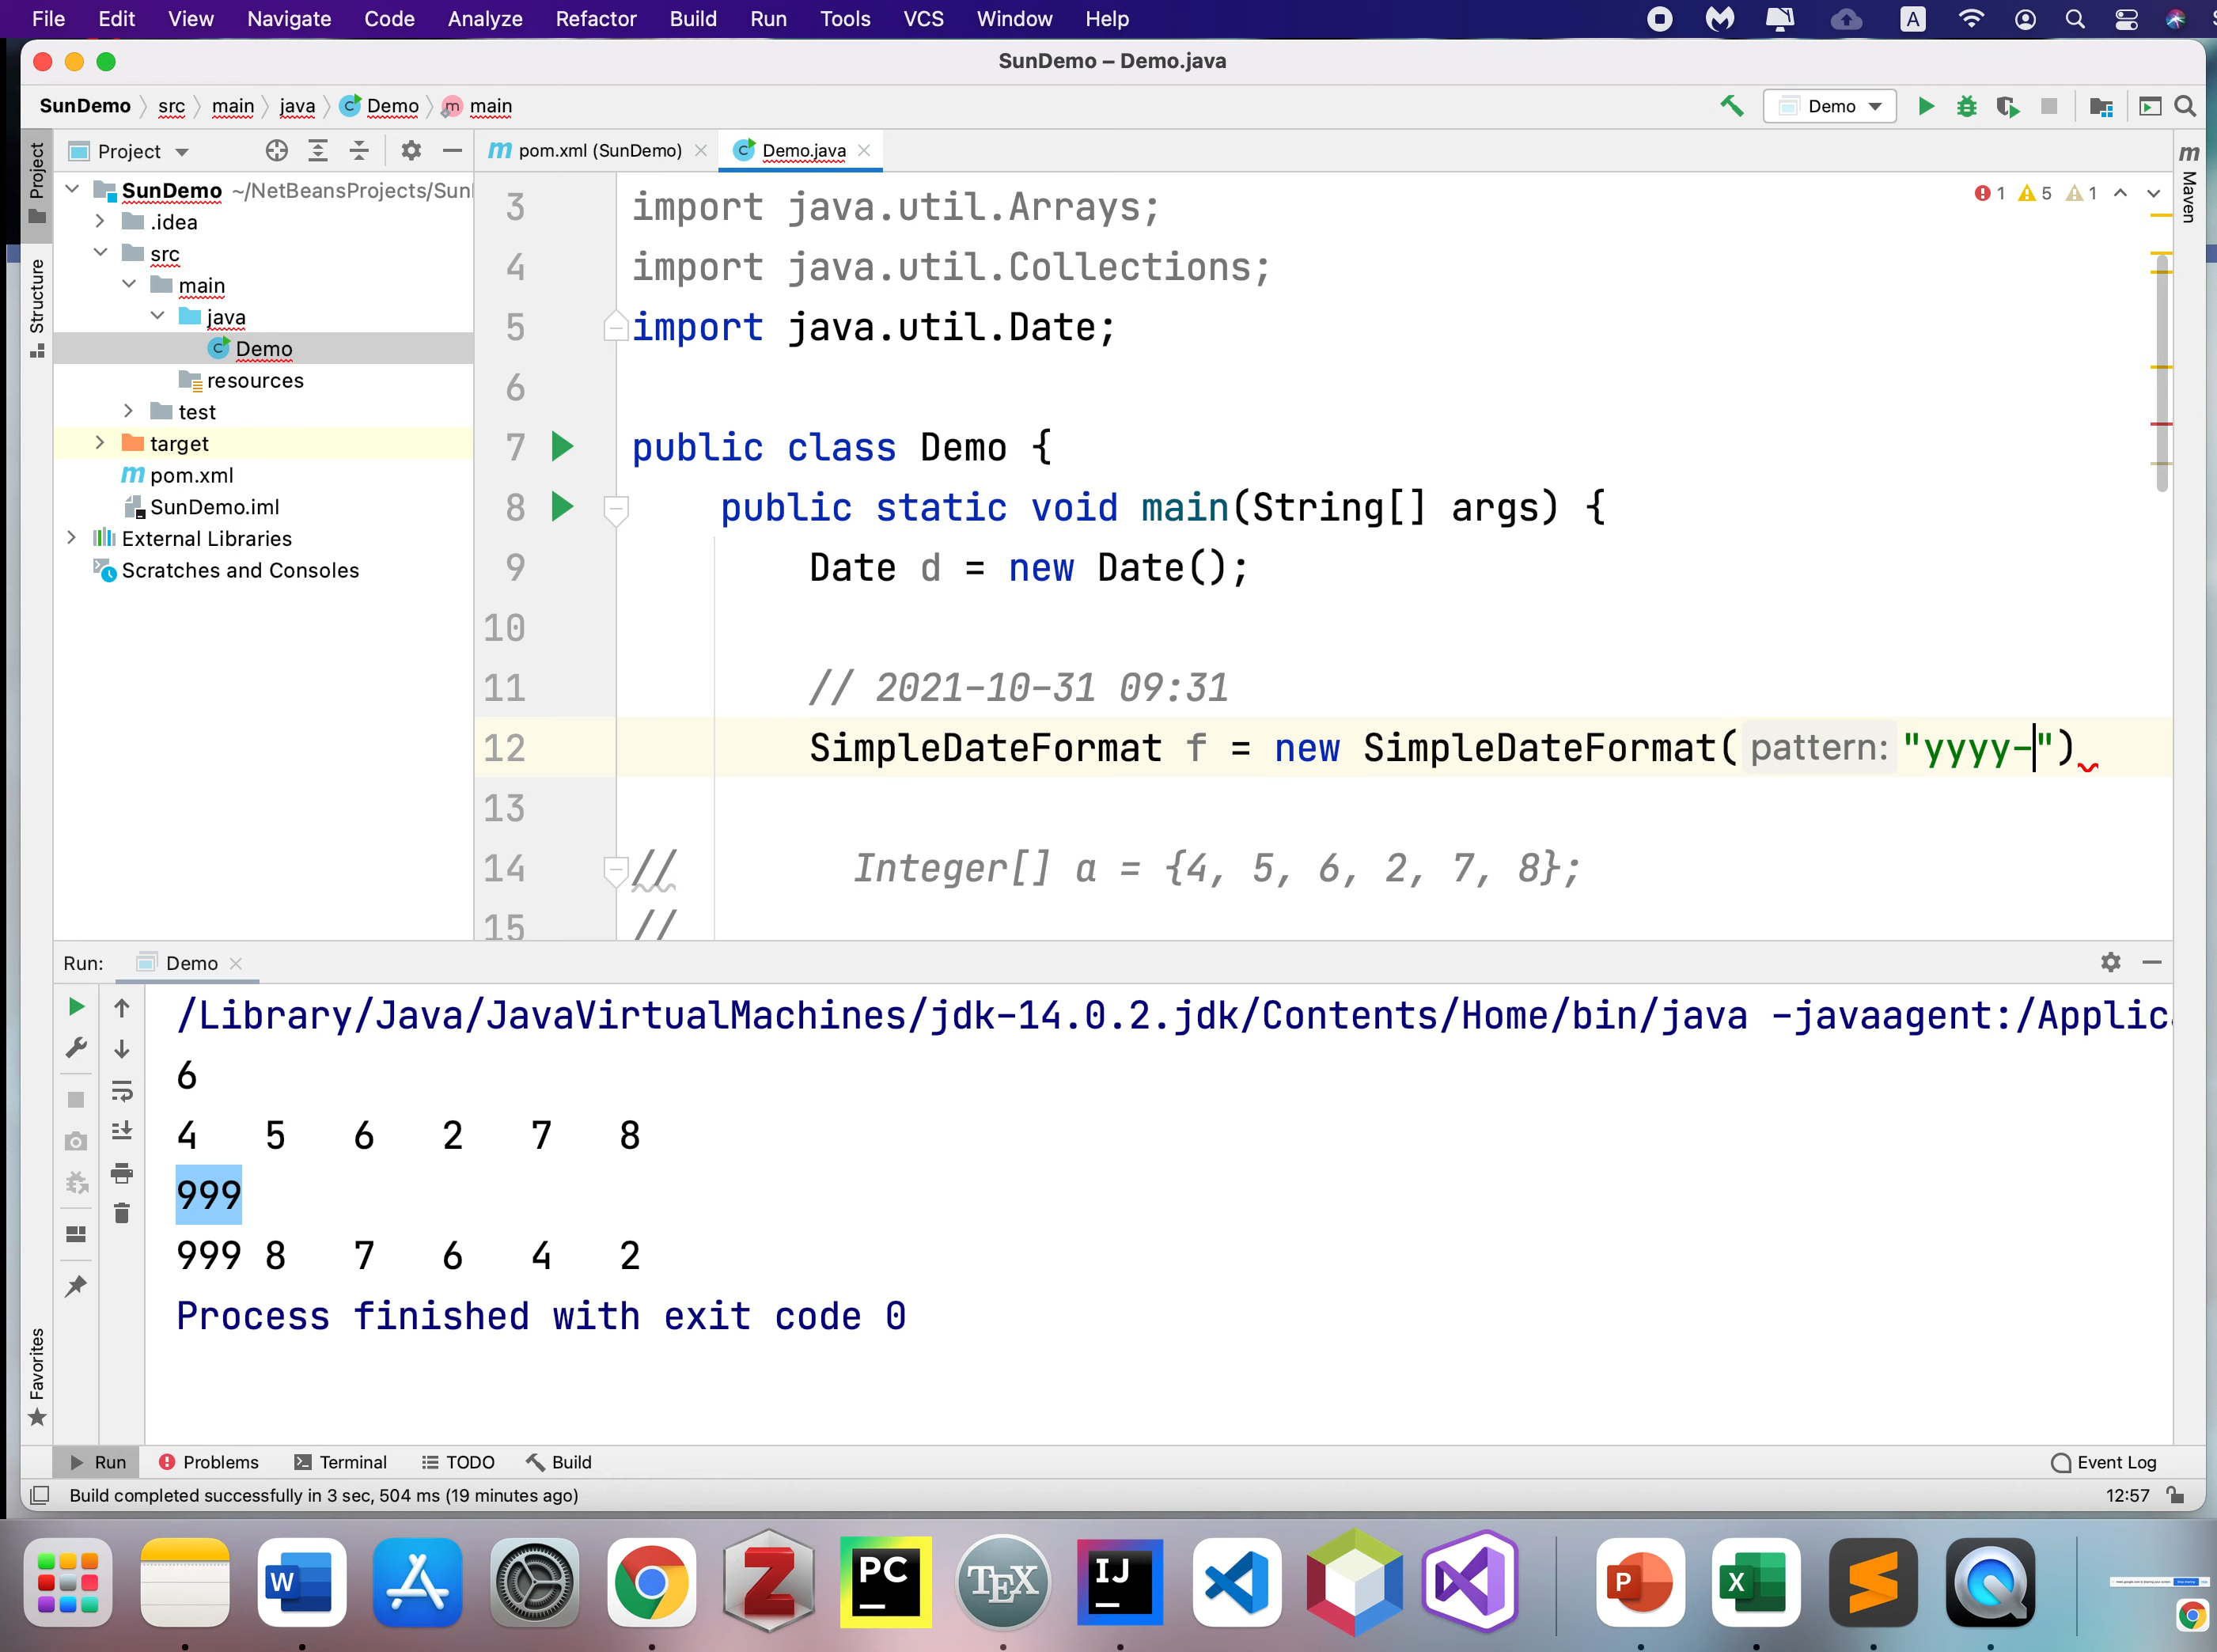 File Edit View Navigate Code Analyze Refactor Build Run Tools VCS Window Help
SunDemo – Demo.java
SunDemo src main java Demo main
Demo
Project
pom.xml (SunDemo)
Demo.java
SunDemo ~/NetBeansProjects/Sun
.idea
src
main
java
Demo
resources
test
target
pom.xml
SunDemo.iml
External Libraries
Scratches and Consoles
Project
Structure
Favorites
Maven
1 5 1
3 import java.util.Arrays;
4 import java.util.Collections;
5 import java.util.Date;
6
7 public class Demo {
8 public static void main(String[] args) {
9 Date d = new Date();
10
11 // 2021-10-31 09:31
12 SimpleDateFormat f = new SimpleDateFormat( pattern: "yyyy-")
13
14 // Integer[] a = {4, 5, 6, 2, 7, 8};
15 //
Run: Demo
/Library/Java/JavaVirtualMachines/jdk-14.0.2.jdk/Contents/Home/bin/java -javaagent:/Applic
6
4 5 6 2 7 8
999
999 8 7 6 4 2
Process finished with exit code 0
Run Problems Terminal TODO Build
Event Log
Build completed successfully in 3 sec, 504 ms (19 minutes ago)
12:57
W
Z
PC
TEX
IJ
P
X